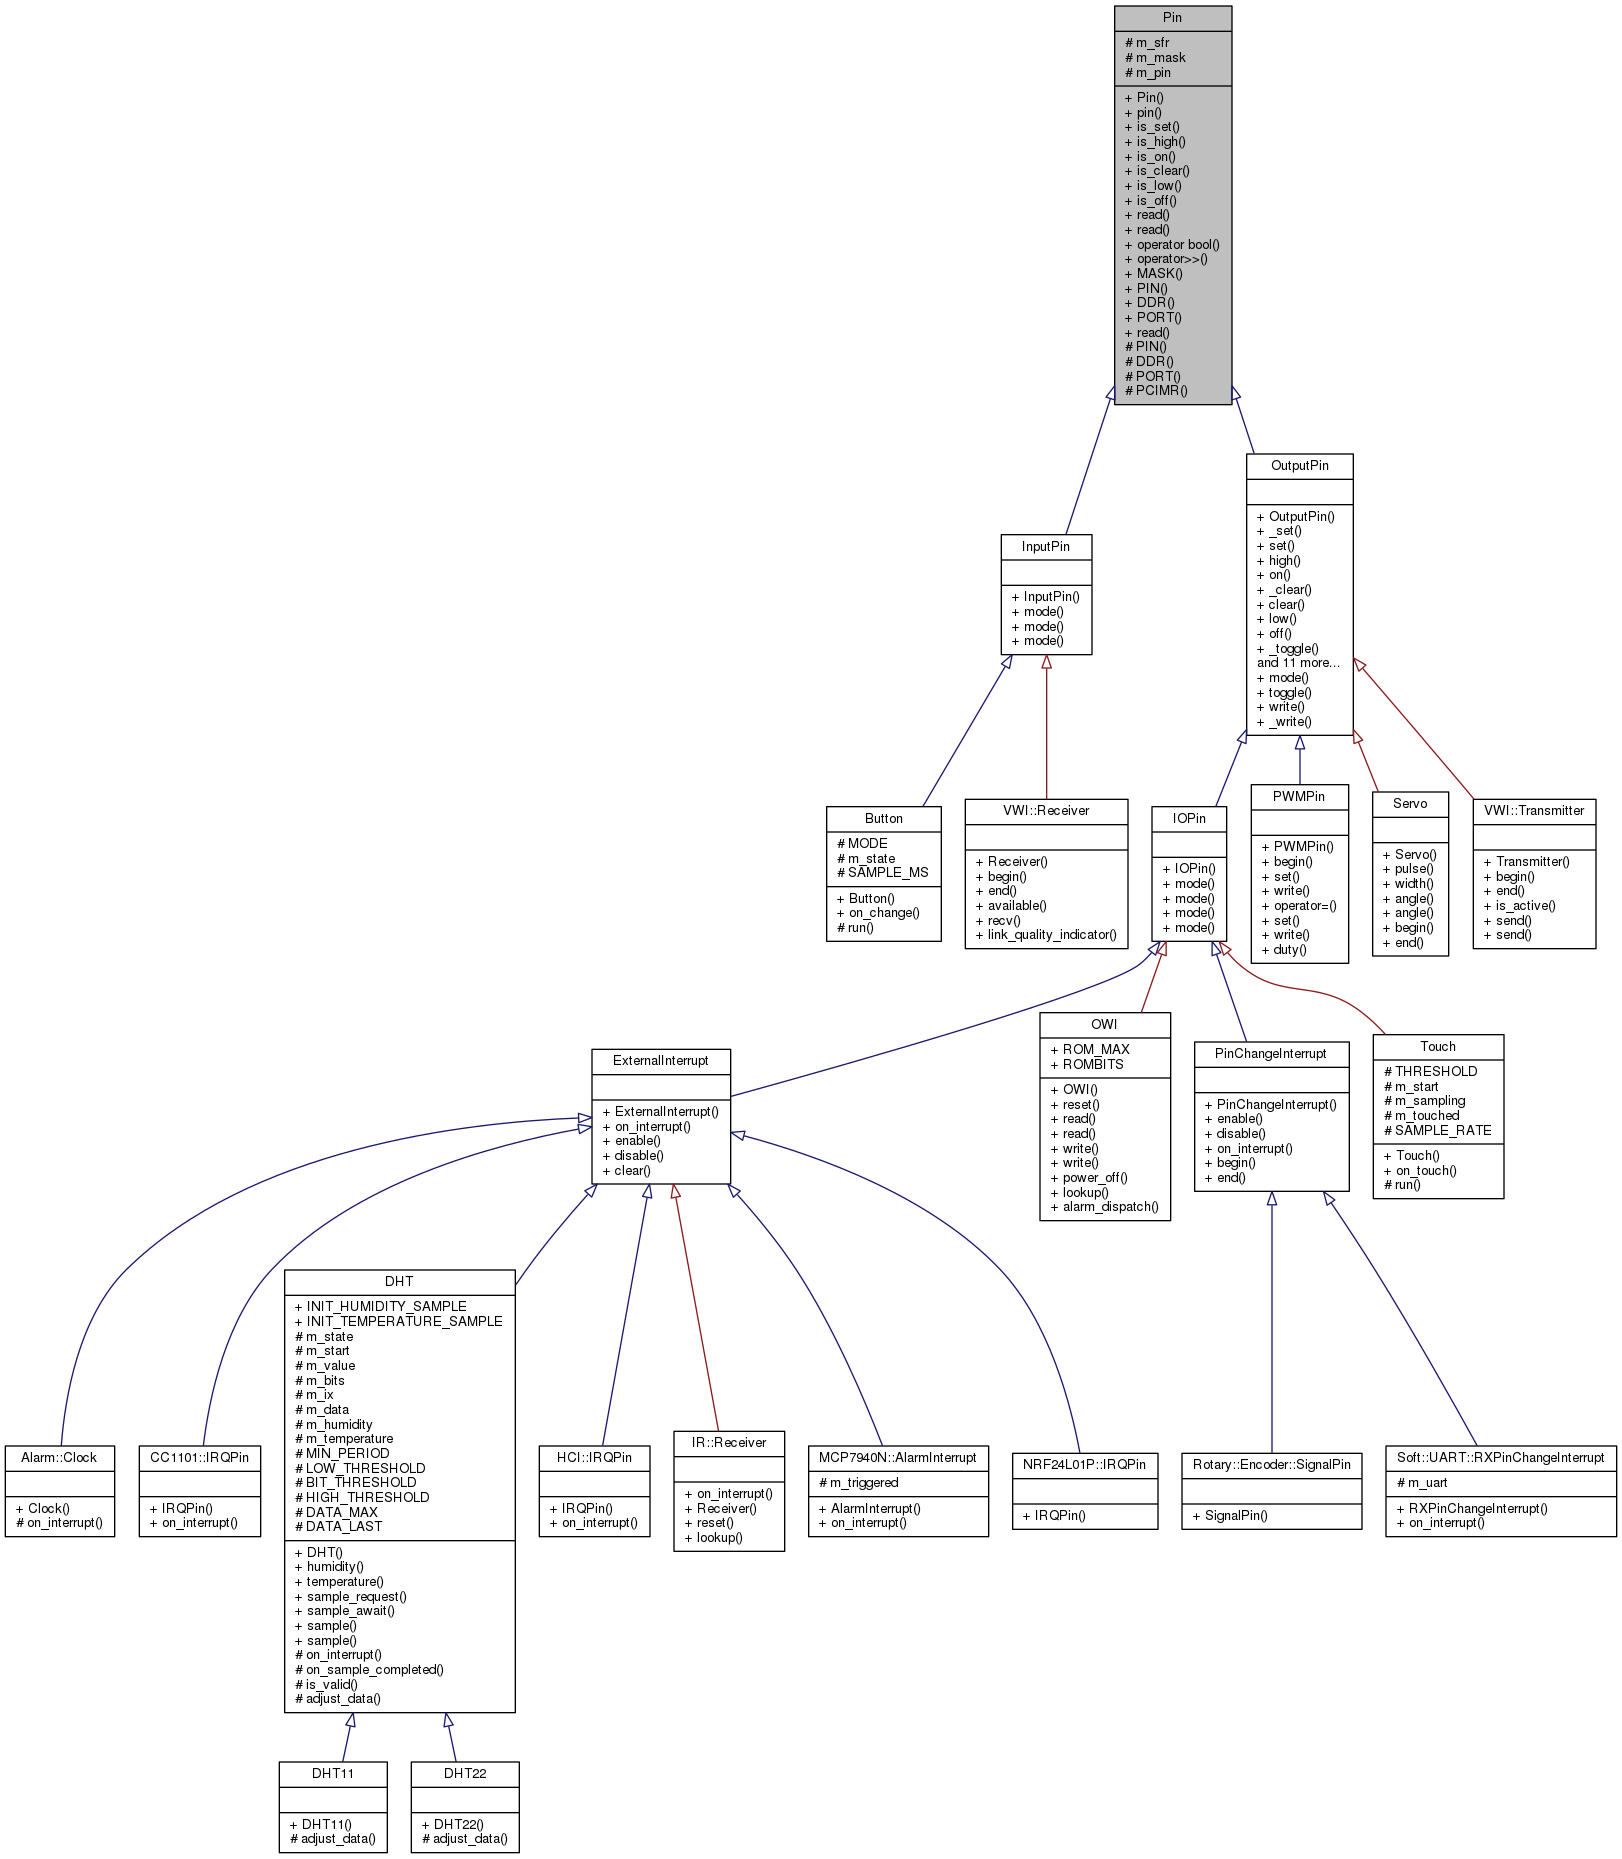 Pin
# m_sfr
# m_mask
# m_pin
+ Pin()
+ pin()
+ is_set()
+ is_high()
+ is_on()
+ is_clear()
+ is_low()
+ is_off()
+ read()
+ read()
+ operator bool()
+ operator>>()
+ MASK()
+ PIN()
+ DDR()
+ PORT()
+ read()
# PIN()
# DDR()
# PORT()
# PCIMR()
OutputPin
+ OutputPin()
+ _set()
+ set()
+ high()
+ on()
+ _clear()
+ clear()
+ low()
+ off()
+ _toggle()
and 11 more...
+ mode()
+ toggle()
+ write()
+ _write()
InputPin
+ InputPin()
+ mode()
+ mode()
+ mode()
Button
# MODE
# m_state
# SAMPLE_MS
+ Button()
+ on_change()
# run()
VWI::Receiver
+ Receiver()
+ begin()
+ end()
+ available()
+ recv()
+ link_quality_indicator()
IOPin
+ IOPin()
+ mode()
+ mode()
+ mode()
+ mode()
PWMPin
+ PWMPin()
+ begin()
+ set()
+ write()
+ operator=()
+ set()
+ write()
+ duty()
Servo
+ Servo()
+ pulse()
+ width()
+ angle()
+ angle()
+ begin()
+ end()
VWI::Transmitter
+ Transmitter()
+ begin()
+ end()
+ is_active()
+ send()
+ send()
ExternalInterrupt
+ ExternalInterrupt()
+ on_interrupt()
+ enable()
+ disable()
+ clear()
OWI
+ ROM_MAX
+ ROMBITS
+ OWI()
+ reset()
+ read()
+ read()
+ write()
+ write()
+ power_off()
+ lookup()
+ alarm_dispatch()
PinChangeInterrupt
+ PinChangeInterrupt()
+ enable()
+ disable()
+ on_interrupt()
+ begin()
+ end()
Touch
# THRESHOLD
# m_start
# m_sampling
# m_touched
# SAMPLE_RATE
+ Touch()
+ on_touch()
# run()
Alarm::Clock
+ Clock()
# on_interrupt()
CC1101::IRQPin
+ IRQPin()
+ on_interrupt()
DHT
+ INIT_HUMIDITY_SAMPLE
+ INIT_TEMPERATURE_SAMPLE
# m_state
# m_start
# m_value
# m_bits
# m_ix
# m_data
# m_humidity
# m_temperature
# MIN_PERIOD
# LOW_THRESHOLD
# BIT_THRESHOLD
# HIGH_THRESHOLD
# DATA_MAX
# DATA_LAST
+ DHT()
+ humidity()
+ temperature()
+ sample_request()
+ sample_await()
+ sample()
+ sample()
# on_interrupt()
# on_sample_completed()
# is_valid()
# adjust_data()
HCI::IRQPin
+ IRQPin()
+ on_interrupt()
IR::Receiver
+ on_interrupt()
+ Receiver()
+ reset()
+ lookup()
MCP7940N::AlarmInterrupt
# m_triggered
+ AlarmInterrupt()
+ on_interrupt()
NRF24L01P::IRQPin
+ IRQPin()
Rotary::Encoder::SignalPin
+ SignalPin()
Soft::UART::RXPinChangeInterrupt
# m_uart
+ RXPinChangeInterrupt()
+ on_interrupt()
DHT11
+ DHT11()
# adjust_data()
DHT22
+ DHT22()
# adjust_data()